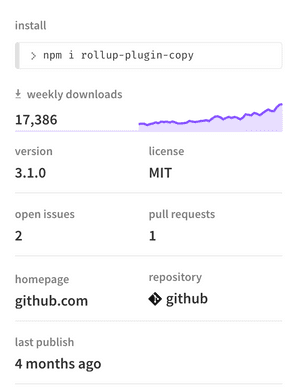 install
> npm i rollup-plugin-copy
weekly downloads
17,386
version
license
3.1.0
MIT
open issues
pull requests
2
1
homepage
repository
github.com
github
last publish
4 months ago